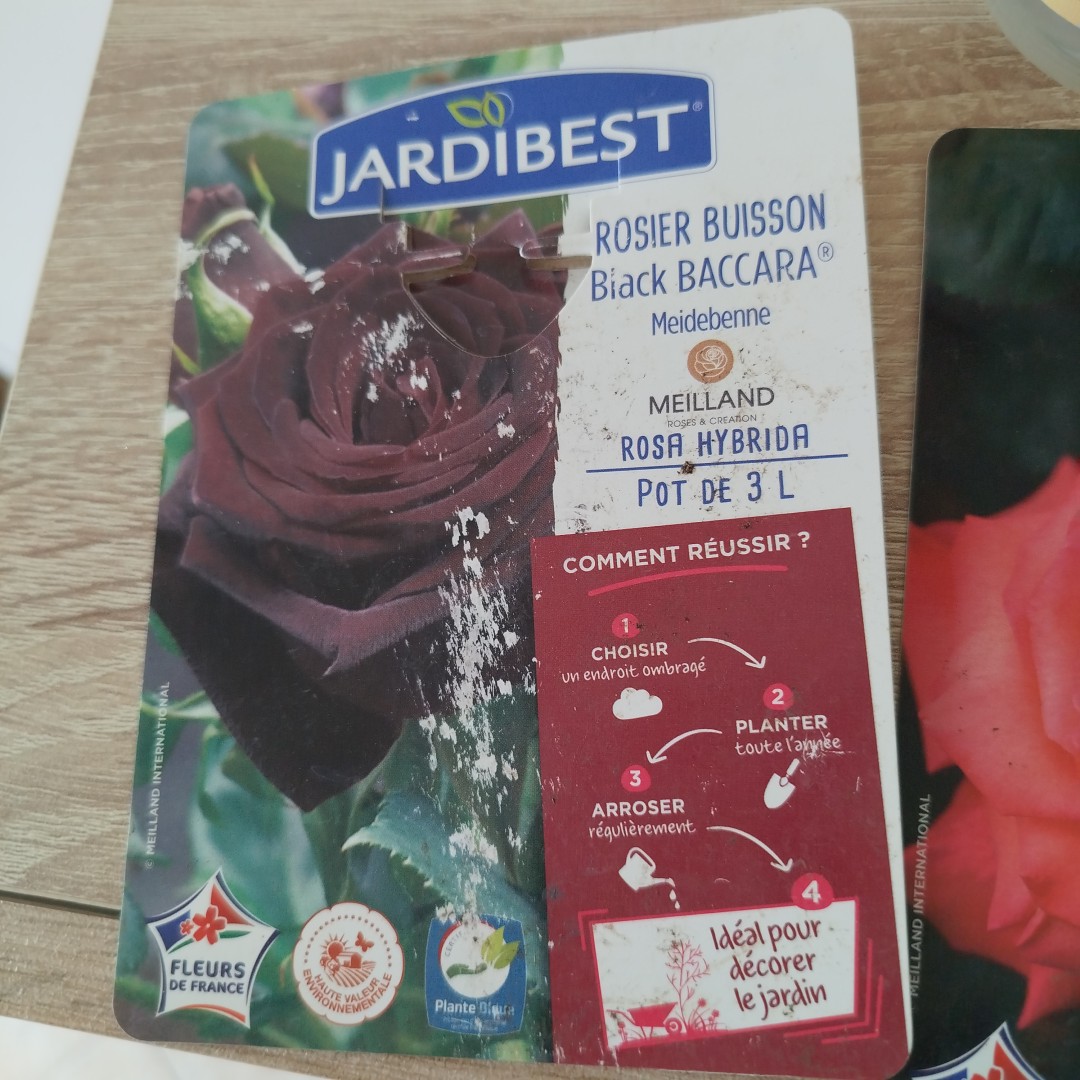 JARDIBEST®
ROSIER BUISSON
Black BACCARA®
Meidebenne
MEILLAND
ROSES & CREATION
ROSA HYBRIDA
POT DE 3 L
COMMENT RÉUSSIR ?
1
CHOISIR
un endroit ombragé
2
PLANTER
toute l'année
3
ARROSER
régulièrement
4
Idéal pour
décorer
le jardin
© MEILLAND INTERNATIONAL
FLEURS
DE FRANCE
HAUTE VALEUR
ENVIRONNEMENTALE
Plante Bleue
MEILLAND INTERNATIONAL